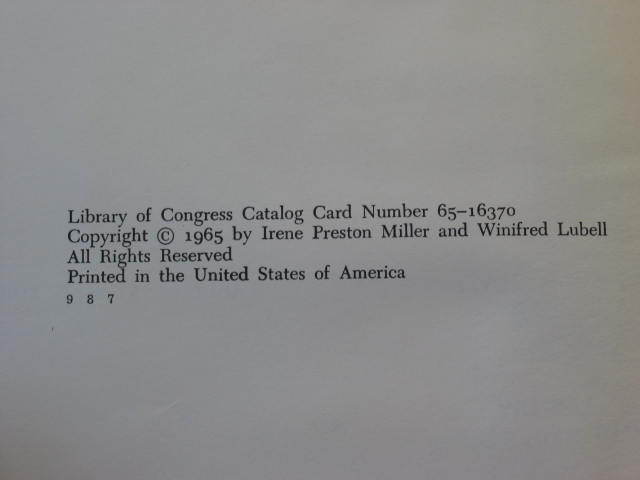 Library of Congress Catalog Card Number 65–16370
Copyright © 1965 by Irene Preston Miller and Winifred Lubell
All Rights Reserved
Printed in the United States of America
9 8 7